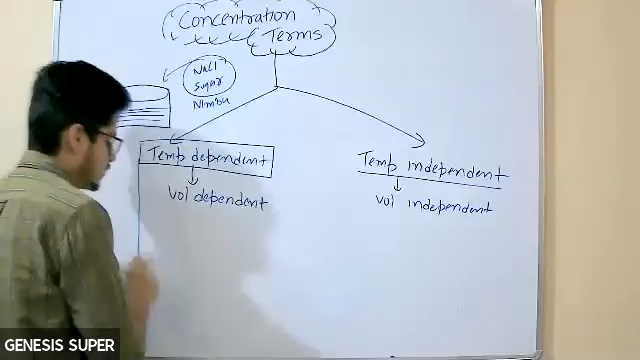 Concentration
Terms
NaCl
Sugar
Nimbu
Temp dependent
Temp independent
Vol dependent
Vol independent
GENESIS SUPER